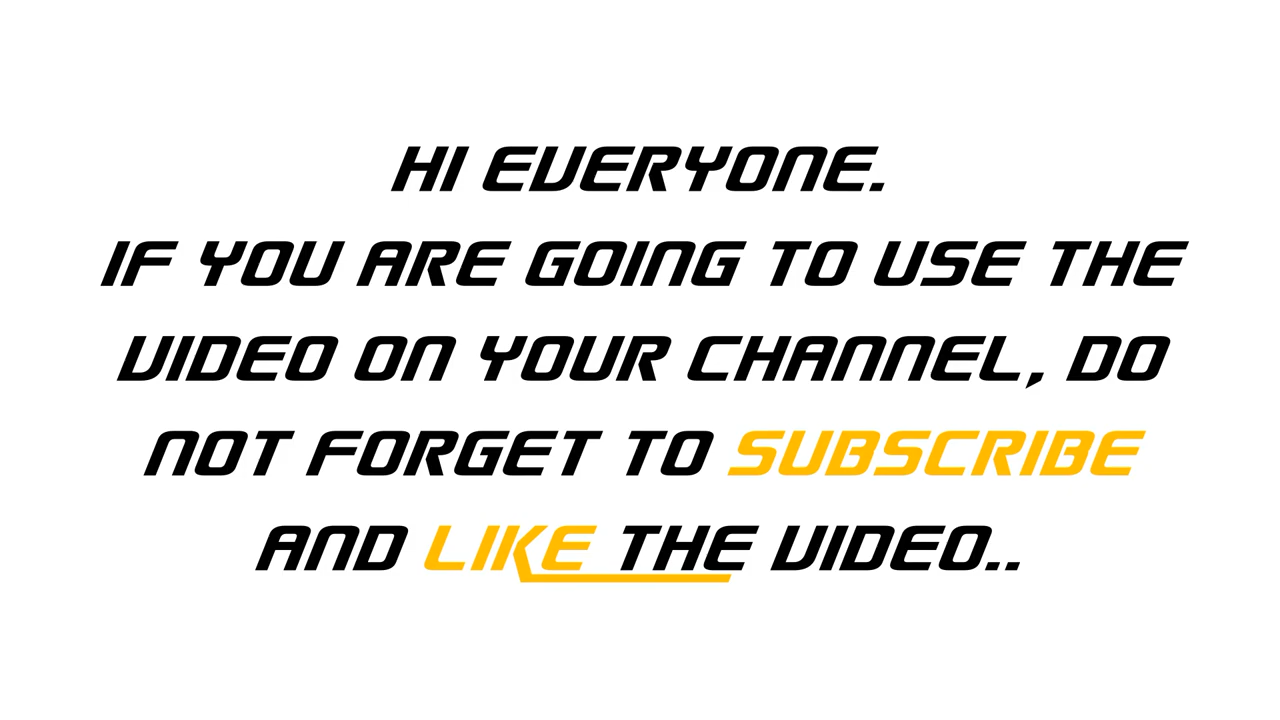 HI EVERYONE.
IF YOU ARE GOING TO USE THE
VIDEO ON YOUR CHANNEL, DO
NOT FORGET TO SUBSCRIBE
AND LIKE THE VIDEO..